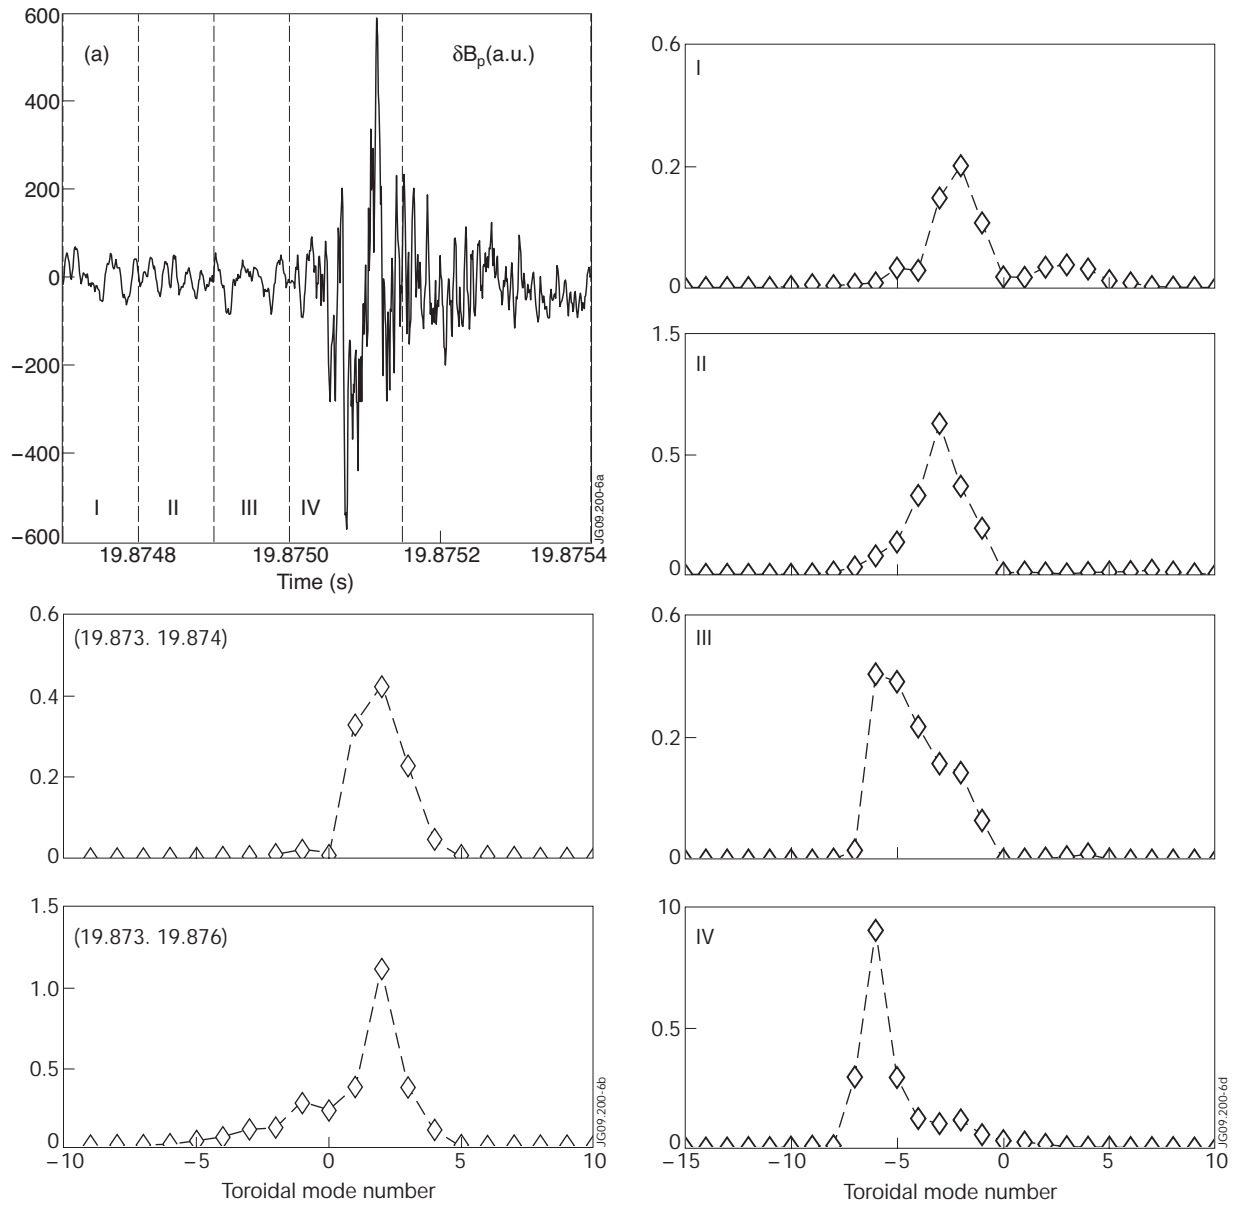 600
400
200
0
−200
−400
−600
(a)
δBp(a.u.)
I
II
III
IV
JG09.200-6a
19.8748
19.8750
19.8752
19.8754
Time (s)
0.6
0.4
0.2
0
(19.873. 19.874)
1.5
1.0
0.5
0
(19.873. 19.876)
JG09.200-6b
−10
−5
0
5
10
Toroidal mode number
0.6
0.2
0
I
1.5
0.5
0
II
0.6
0.2
0
III
10
0.5
0
IV
JG09.200-6d
−15
−10
−5
0
5
10
Toroidal mode number